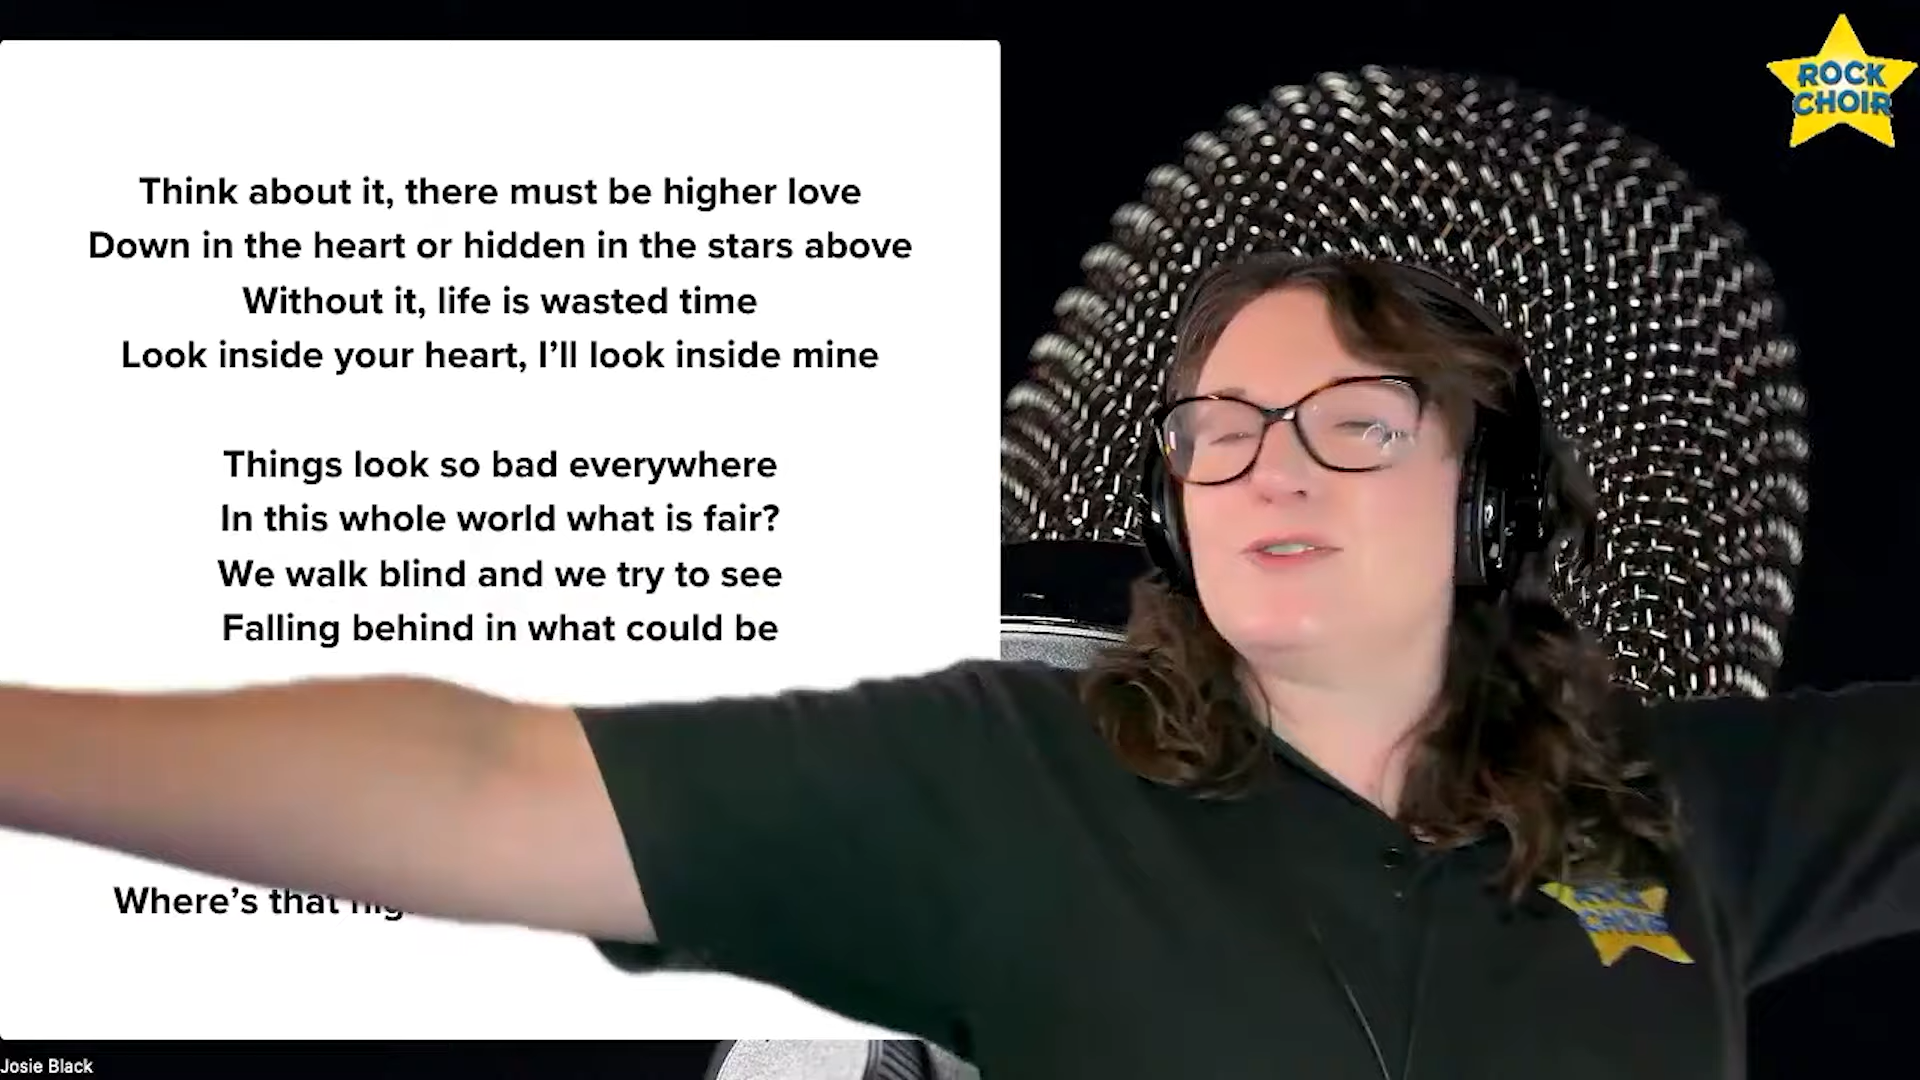 ROCK
CHOIR
Think about it, there must be higher love
Down in the heart or hidden in the stars above
Without it, life is wasted time
Look inside your heart, I’ll look inside mine
Things look so bad everywhere
In this whole world what is fair?
We walk blind and we try to see
Falling behind in what could be
Where’s that
ROCK
CHOIR
Josie Black